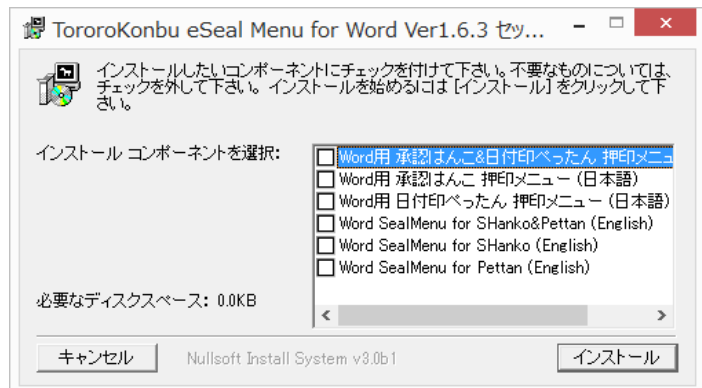 TororoKonbu eSeal Menu for Word Ver1.6.3 セッ...
インストールしたいコンポーネントにチェックを付けて下さい。不要なものについては、
チェックを外して下さい。 インストールを始めるには [インストール] をクリックして下
さい。
インストール コンポーネントを選択:
Word用 承認はんこ&日付印ぺったん 押印メニュ
Word用 承認はんこ 押印メニュー (日本語)
Word用 日付印ぺったん 押印メニュー (日本語)
Word SealMenu for SHanko&Pettan (English)
Word SealMenu for SHanko (English)
Word SealMenu for Pettan (English)
必要なディスクスペース: 0.0KB
キャンセル
Nullsoft Install System v3.0b1
インストール